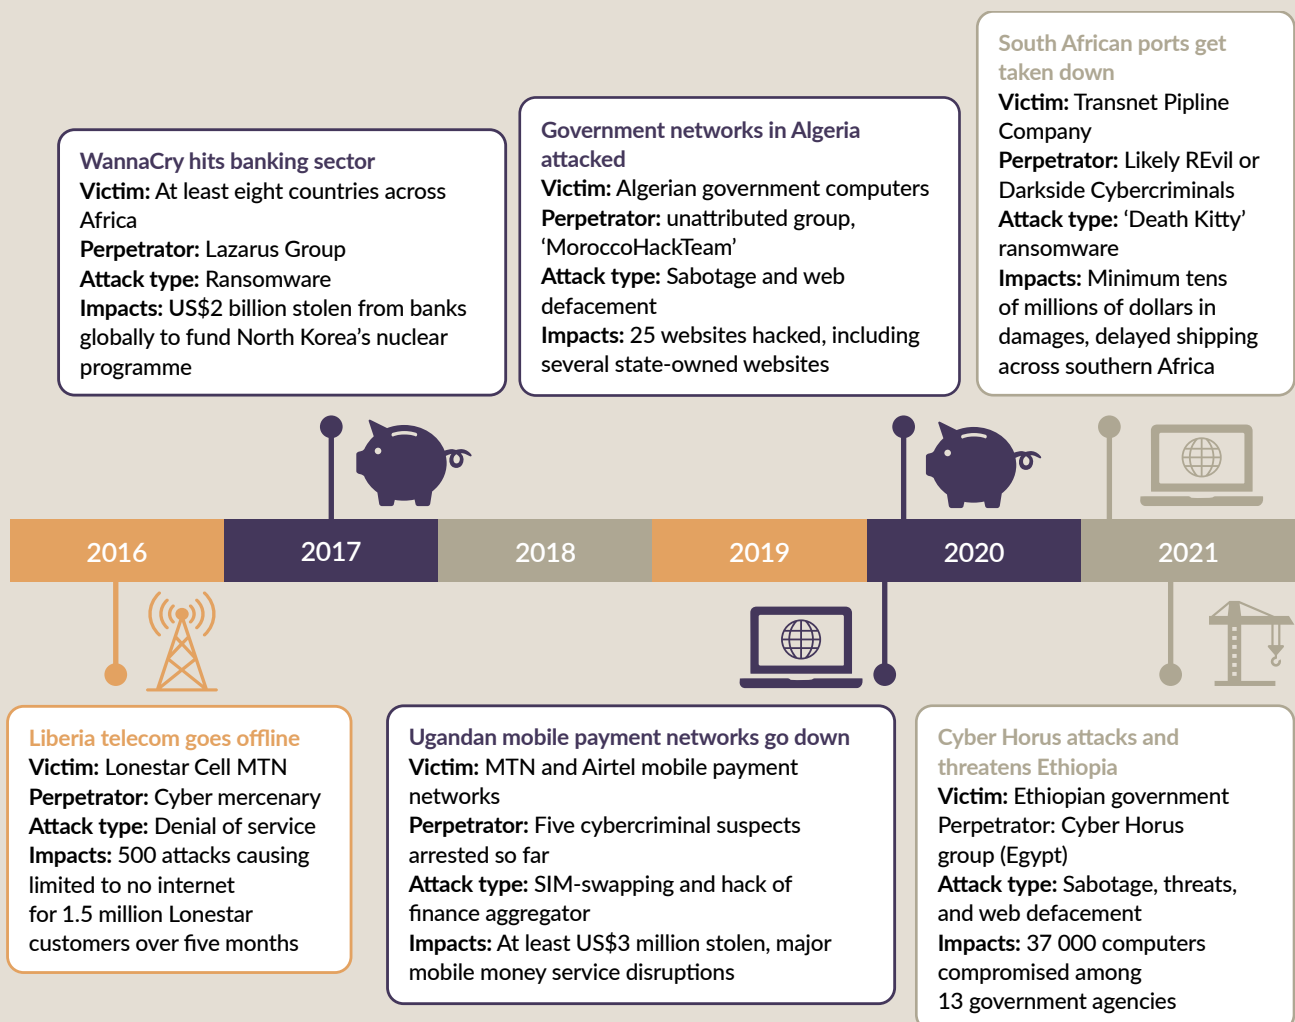 WannaCry hits banking sector
Victim: At least eight countries across
Africa
Perpetrator: Lazarus Group
Attack type: Ransomware
Impacts: US$2 billion stolen from banks
globally to fund North Korea's nuclear
programme
Government networks in Algeria
attacked
Victim: Algerian government computers
Perpetrator: unattributed group,
'MoroccoHackTeam'
Attack type: Sabotage and web
defacement
Impacts: 25 websites hacked, including
several state-owned websites
South African ports get
taken down
Victim: Transnet Pipline
Company
Perpetrator: Likely REvil or
Darkside Cybercriminals
Attack type: 'Death Kitty'
ransomware
Impacts: Minimum tens
of millions of dollars in
damages, delayed shipping
across southern Africa
2016
2017
2018
2019
2020
2021
Liberia telecom goes offline
Victim: Lonestar Cell MTN
Perpetrator: Cyber mercenary
Attack type: Denial of service
Impacts: 500 attacks causing
limited to no internet
for 1.5 million Lonestar
customers over five months
Ugandan mobile payment networks go down
Victim: MTN and Airtel mobile payment
networks
Perpetrator: Five cybercriminal suspects
arrested so far
Attack type: SIM-swapping and hack of
finance aggregator
Impacts: At least US$3 million stolen, major
mobile money service disruptions
Cyber Horus attacks and
threatens Ethiopia
Victim: Ethiopian government
Perpetrator: Cyber Horus
group (Egypt)
Attack type: Sabotage, threats,
and web defacement
Impacts: 37 000 computers
compromised among
13 government agencies